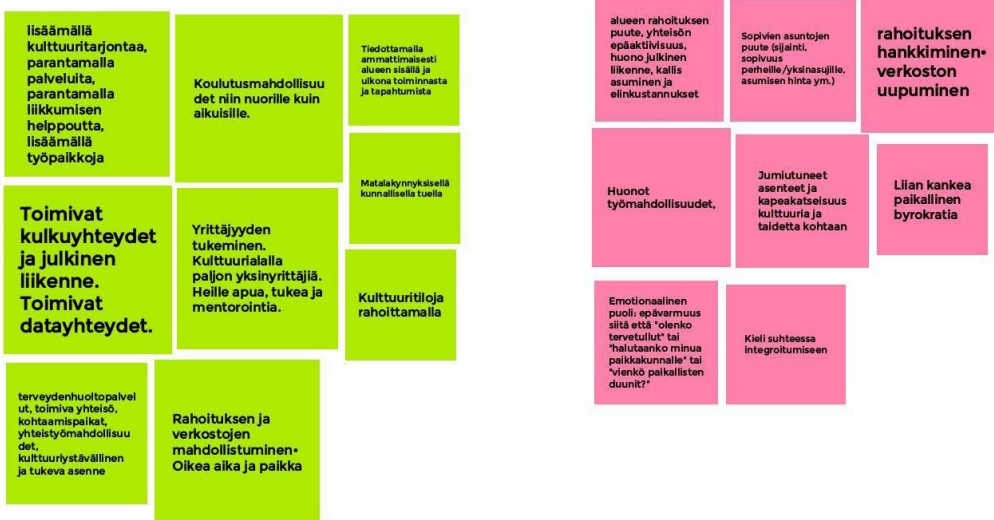 lisäämällä
kulttuuritarjontaa,
parantamalla
palveluita,
parantamalla
liikkumisen
helppoutta,
lisäämällä
työpaikkoja
Koulutusmahdollisuu
det niin nuorille kuin
aikuisille.
Tiedottamalla
ammattimaisesti
alueen sisällä ja
ulkona toiminnasta
ja tapahtumista
Matalakynnyksisellä
kunnallisella tuella
Toimivat
kulkuyhteydet
ja julkinen
liikenne.
Toimivat
datayhteydet.
Yrittäjyyden
tukeminen.
Kulttuurialalla
paljon yksinyrittäjiä.
Heille apua, tukea ja
mentorointia.
Kulttuuritiloja
rahoittamalla
terveydenhuoltopalvel
ut, toimiva yhteisö,
kohtaamispaikat,
yhteistyömahdollisuu
det,
kulttuuriystävällinen
ja tukeva asenne
Rahoituksen ja
verkostojen
mahdollistuminen•
Oikea aika ja paikka
alueen rahoituksen
puute, yhteisön
epäaktiivisuus,
huono julkinen
liikenne, kallis
asuminen ja
elinkustannukset
Sopivien asuntojen
puute (sijainti,
sopivuus
perheille/yksinasujille,
asumisen hinta ym.)
rahoituksen
hankkiminen•
verkoston
uupuminen
Huonot
työmahdollisuudet,
Jumiutuneet
asenteet ja
kapeakatseisuus
kulttuuria ja
taidetta kohtaan
Liian kankea
paikallinen
byrokratia
Emotionaalinen
puoli: epävarmuus
siitä että "olenko
tervetullut" tai
"halutaanko minua
paikkakunnalle" tai
"vienkö paikallisten
duunit?"
Kieli suhteessa
integroitumiseen